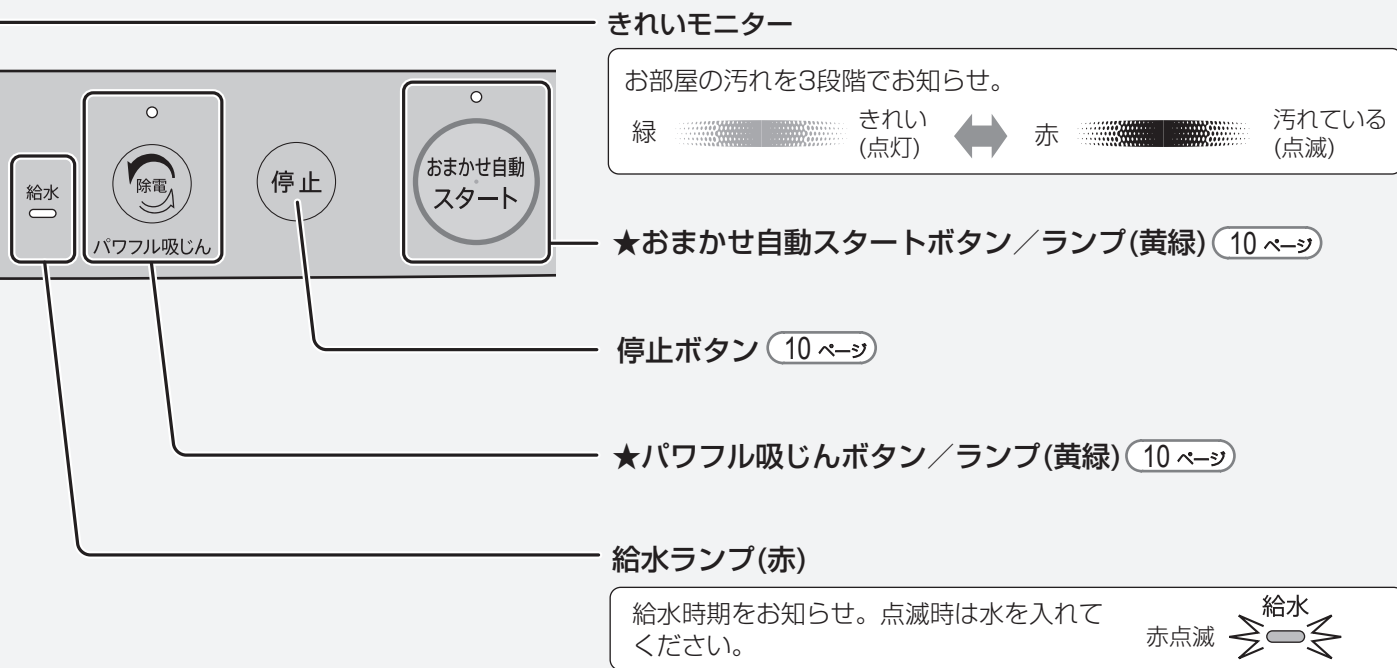 きれいモニター
お部屋の汚れを3段階でお知らせ。
緑 きれい (点灯) 赤 汚れている (点滅)
給水
除電
パワフル吸じん
停止
おまかせ自動
スタート
★おまかせ自動スタートボタン／ランプ(黄緑) 10 ページ
停止ボタン 10 ページ
★パワフル吸じんボタン／ランプ(黄緑) 10 ページ
給水ランプ(赤)
給水時期をお知らせ。点滅時は水を入れて
ください。
赤点滅 給水